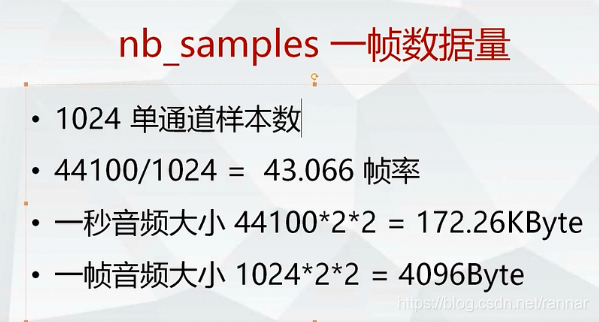 nb_samples 一帧数据量
• 1024 单通道样本数
• 44100/1024 = 43.066 帧率
• 一秒音频大小 44100*2*2 = 172.26KByte
• 一帧音频大小 1024*2*2 = 4096Byte
https://blog.csdn.net/rannar